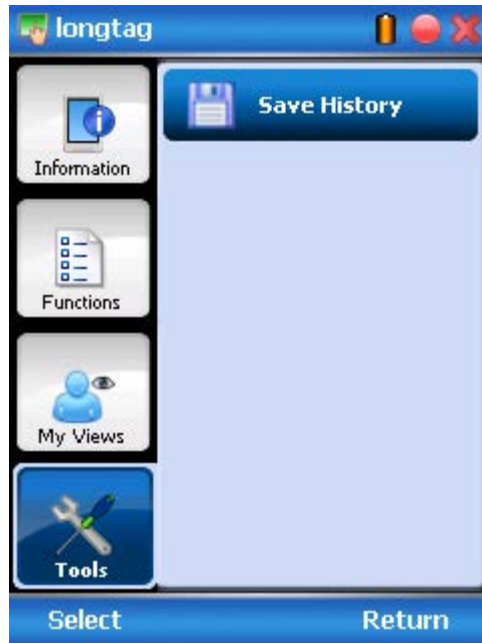 longtag
Save History
Information
Functions
My Views
Tools
Select
Return